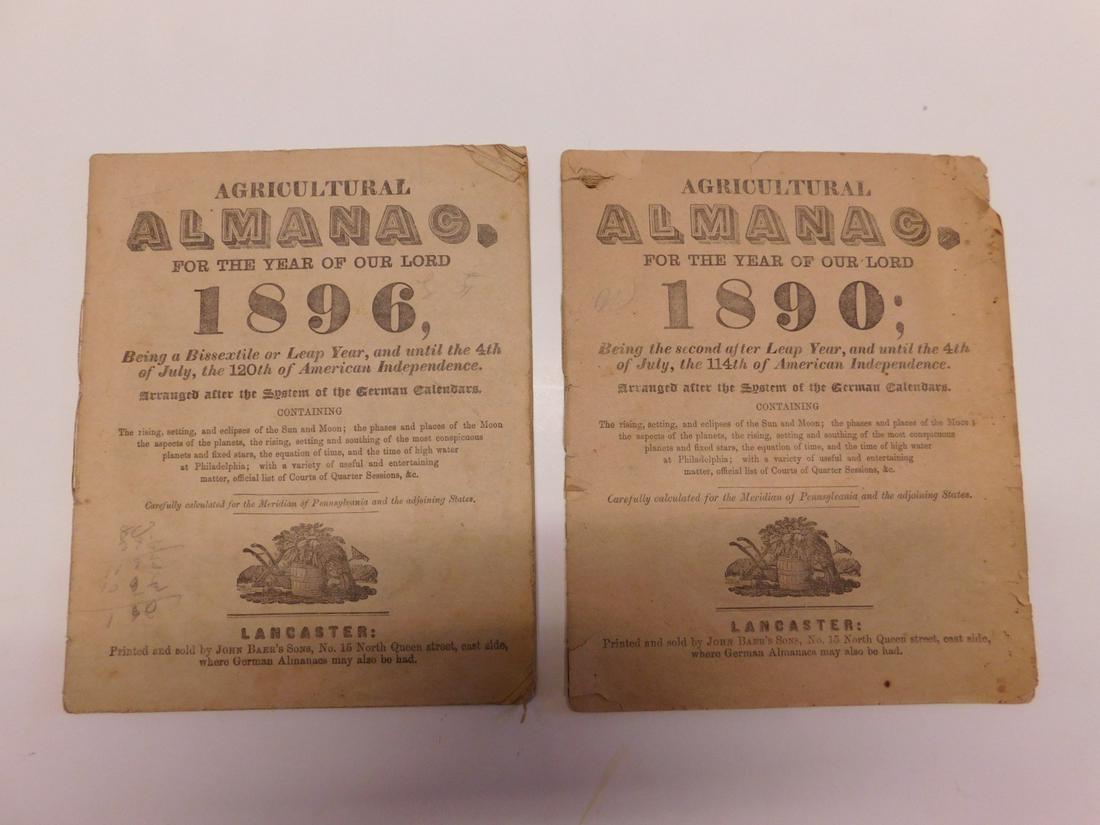 AGRICULTURAL
ALMANAC,
FOR THE YEAR OF OUR LORD
1896,
Being a Bissextile or Leap Year, and until the 4th
of July, the 120th of American Independence.
Arranged after the System of the German Calendars.
CONTAINING
The rising, setting, and eclipses of the Sun and Moon; the phases and places of the Moon
the aspects of the planets, the rising, setting and southing of the most conspicuous
planets and fixed stars, the equation of time, and the time of high water
at Philadelphia; with a variety of useful and entertaining
matter, official list of Courts of Quarter Sessions, &c.
Carefully calculated for the Meridian of Pennsylvania and the adjoining States.
LANCASTER:
Printed and sold by JOHN BAER'S SONS, No. 15 North Queen street, east side,
where German Almanacs may also be had.
AGRICULTURAL
ALMANAC,
FOR THE YEAR OF OUR LORD
1890;
Being the second after Leap Year, and until the 4th
of July, the 114th of American Independence.
Arranged after the System of the German Calendars.
CONTAINING
The rising, setting, and eclipses of the Sun and Moon; the phases and places of the Moon;
the aspects of the planets, the rising, setting and southing of the most conspicuous
planets and fixed stars, the equation of time, and the time of high water
at Philadelphia; with a variety of useful and entertaining
matter, official list of Courts of Quarter Sessions, &c.
Carefully calculated for the Meridian of Pennsylvania and the adjoining States.
LANCASTER:
Printed and sold by JOHN BAER'S SONS, No. 15 North Queen street, east side,
where German Almanacs may also be had.